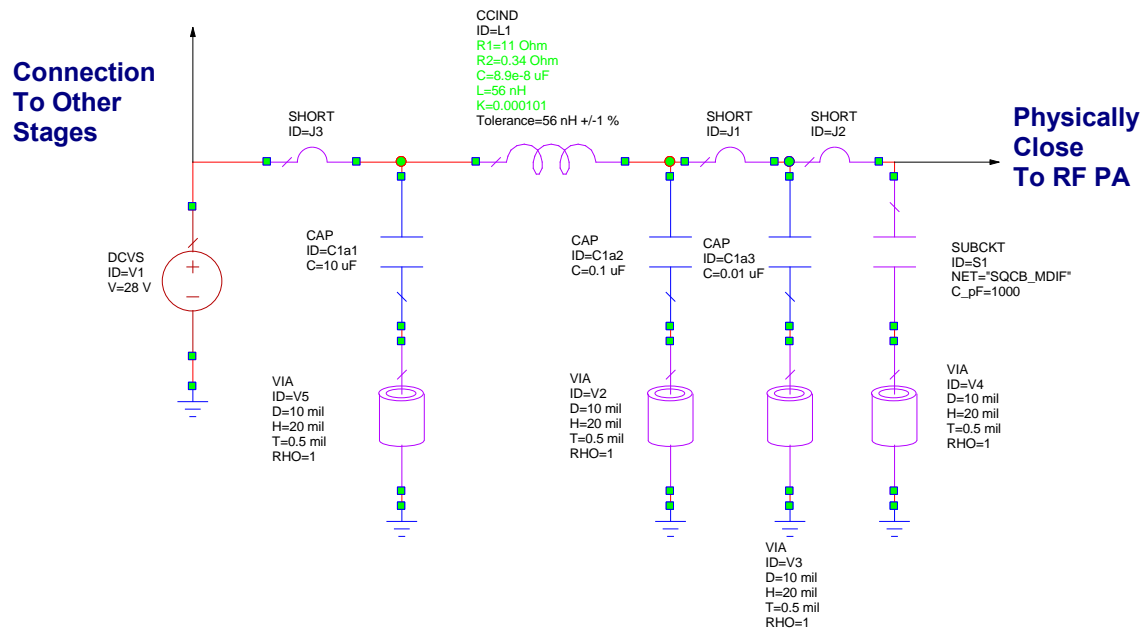 Connection
To Other
Stages
DCVS
ID=V1
V=28 V
SHORT
ID=J3
CAP
ID=C1a1
C=10 uF
VIA
ID=V5
D=10 mil
H=20 mil
T=0.5 mil
RHO=1
CCIND
ID=L1
R1=11 Ohm
R2=0.34 Ohm
C=8.9e-8 uF
L=56 nH
K=0.000101
Tolerance=56 nH +/-1 %
CAP
ID=C1a2
C=0.1 uF
VIA
ID=V2
D=10 mil
H=20 mil
T=0.5 mil
RHO=1
SHORT
ID=J1
CAP
ID=C1a3
C=0.01 uF
VIA
ID=V3
D=10 mil
H=20 mil
T=0.5 mil
RHO=1
SHORT
ID=J2
SUBCKT
ID=S1
NET="SQCB_MDIF"
C_pF=1000
VIA
ID=V4
D=10 mil
H=20 mil
T=0.5 mil
RHO=1
Physically
Close
To RF PA